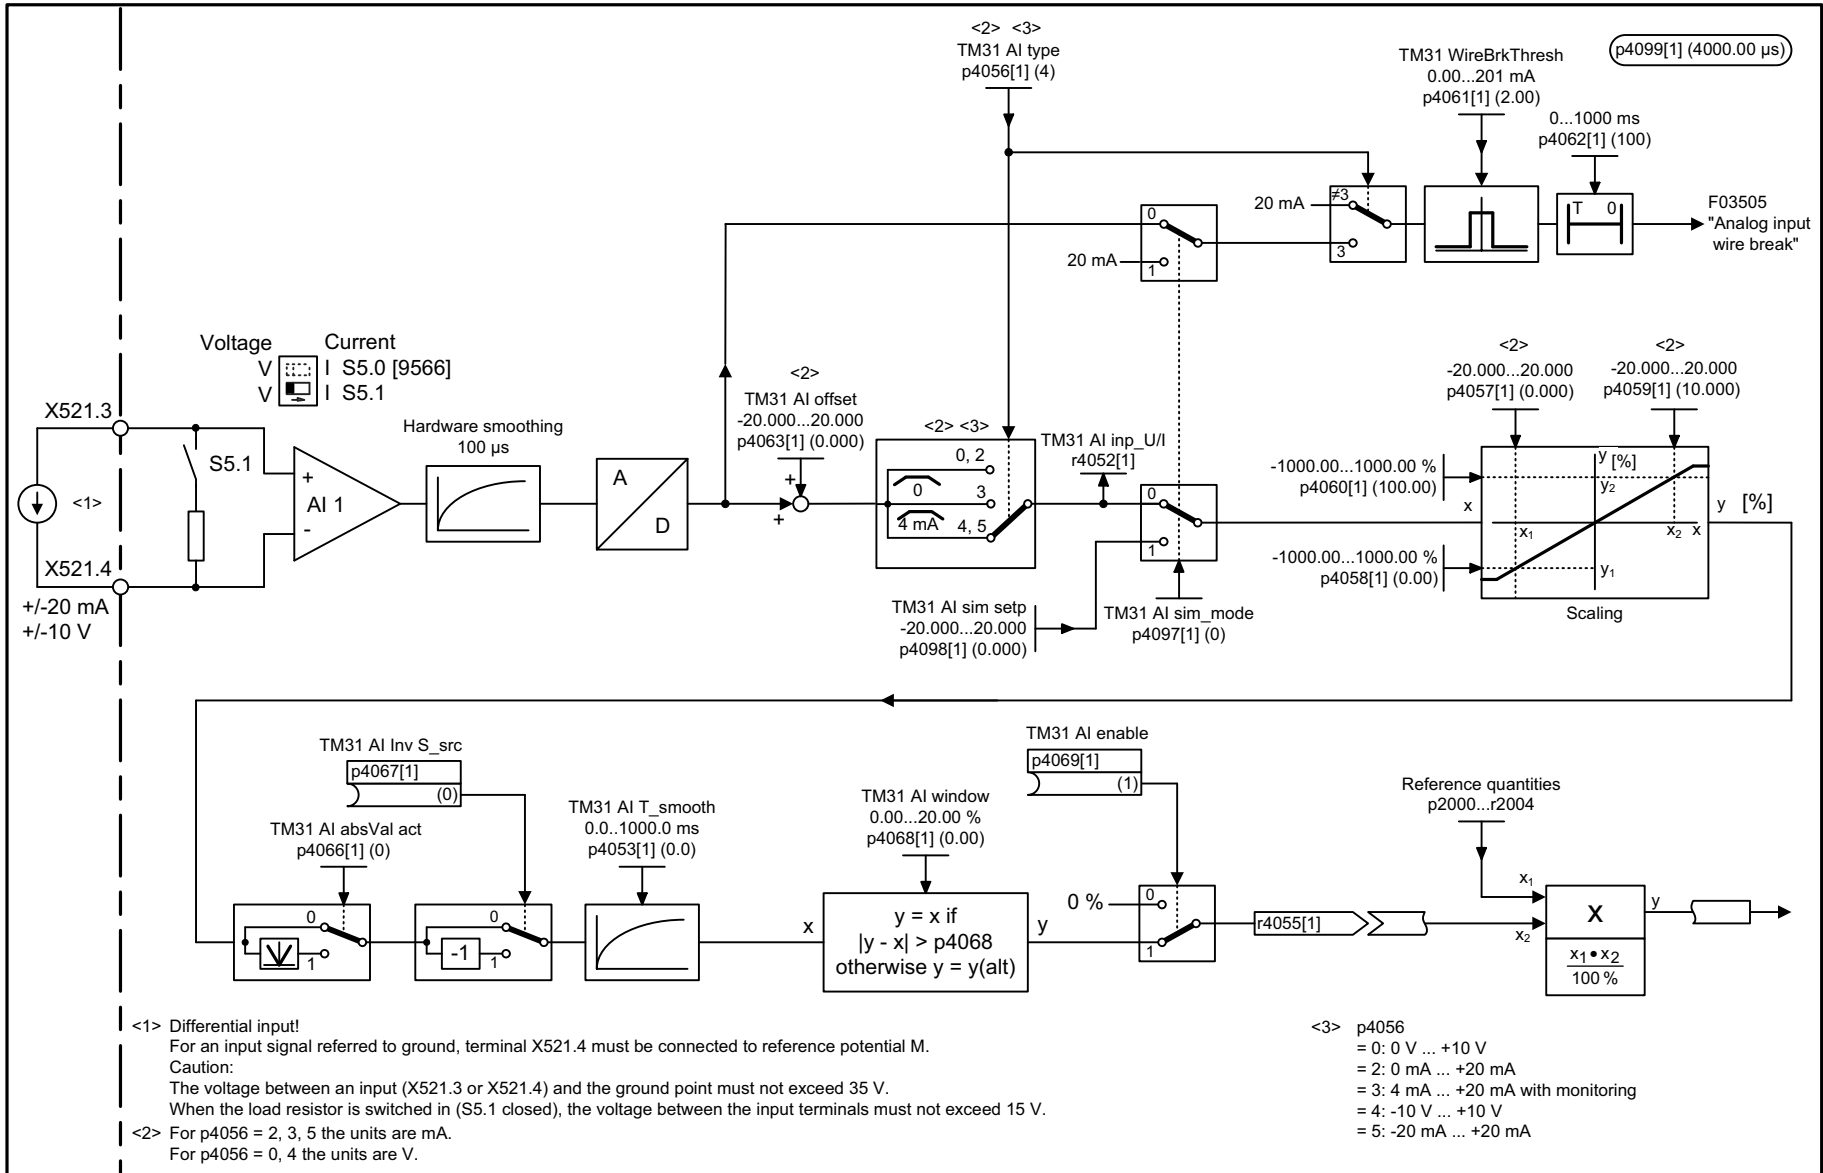 <2> <3>
TM31 AI type
p4056[1] (4)
TM31 WireBrkThresh
0.00...201 mA
p4061[1] (2.00)
p4099[1] (4000.00 µs)
0...1000 ms
p4062[1] (100)
20 mA
≠3
3
T 0
F03505
"Analog input
wire break"
0
20 mA
1
Voltage Current
V I S5.0 [9566]
V I S5.1
X521.3
S5.1
<1>
X521.4
+/-20 mA
+/-10 V
+
AI 1
-
Hardware smoothing
100 µs
A
D
<2>
TM31 AI offset
-20.000...20.000
p4063[1] (0.000)
+
+
<2> <3>
0, 2
0
3
4 mA
4, 5
TM31 AI inp_U/I
r4052[1]
0
1
TM31 AI sim setp
-20.000...20.000
p4098[1] (0.000)
TM31 AI sim_mode
p4097[1] (0)
<2>
-20.000...20.000
p4057[1] (0.000)
<2>
-20.000...20.000
p4059[1] (10.000)
-1000.00...1000.00 %
p4060[1] (100.00)
x
-1000.00...1000.00 %
p4058[1] (0.00)
y [%]
y2
x1
x2 x
y1
y [%]
Scaling
TM31 AI Inv S_src
p4067[1]
(0)
TM31 AI absVal act
p4066[1] (0)
0
1
0
-1
1
TM31 AI T_smooth
0.0..1000.0 ms
p4053[1] (0.0)
TM31 AI window
0.00...20.00 %
p4068[1] (0.00)
x
y = x if
|y - x| > p4068
otherwise y = y(alt)
y
TM31 AI enable
p4069[1]
(1)
0 %
0
1
r4055[1]
Reference quantities
p2000...r2004
x1
x2
X
x1 • x2
100 %
y
<1> Differential input!
For an input signal referred to ground, terminal X521.4 must be connected to reference potential M.
Caution:
The voltage between an input (X521.3 or X521.4) and the ground point must not exceed 35 V.
When the load resistor is switched in (S5.1 closed), the voltage between the input terminals must not exceed 15 V.
<2> For p4056 = 2, 3, 5 the units are mA.
For p4056 = 0, 4 the units are V.
<3> p4056
= 0: 0 V ... +10 V
= 2: 0 mA ... +20 mA
= 3: 4 mA ... +20 mA with monitoring
= 4: -10 V ... +10 V
= 5: -20 mA ... +20 mA